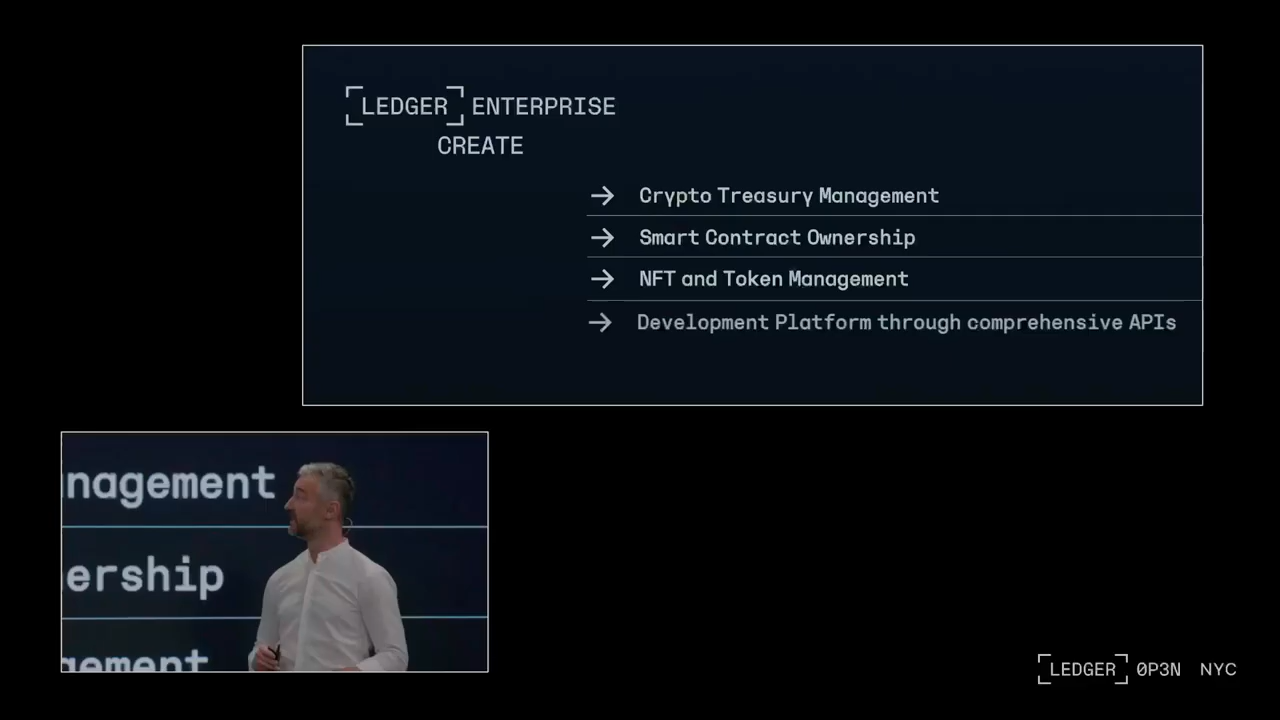 LEDGER ENTERPRISE
CREATE
→ Crypto Treasury Management
→ Smart Contract Ownership
→ NFT and Token Management
→ Development Platform through comprehensive APIs
nagement
ership
gement
LEDGER 0P3N NYC